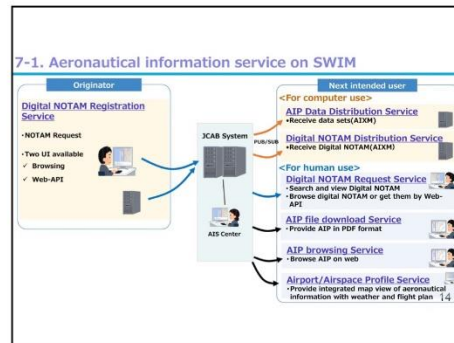 7-1. Aeronautical information service on SWIM
Originator
Digital NOTAM Registration
Service
•NOTAM Request
•Two UI available
✓ Browsing
✓ Web-API
JCAB System
AIS Center
PUB/SUB
Next intended user
<For computer use>
AIP Data Distribution Service
•Receive data sets(AIXM)
Digital NOTAM Distribution Service
•Receive Digital NOTAM(AIXM)
<For human use>
Digital NOTAM Request Service
•Search and view Digital NOTAM
•Browse digital NOTAM or get them by Web-
API
AIP file download Service
•Provide AIP in PDF format
AIP browsing Service
•Browse AIP on web
Airport/Airspace Profile Service
•Provide integrated map view of aeronautical
information with weather and flight plan
14